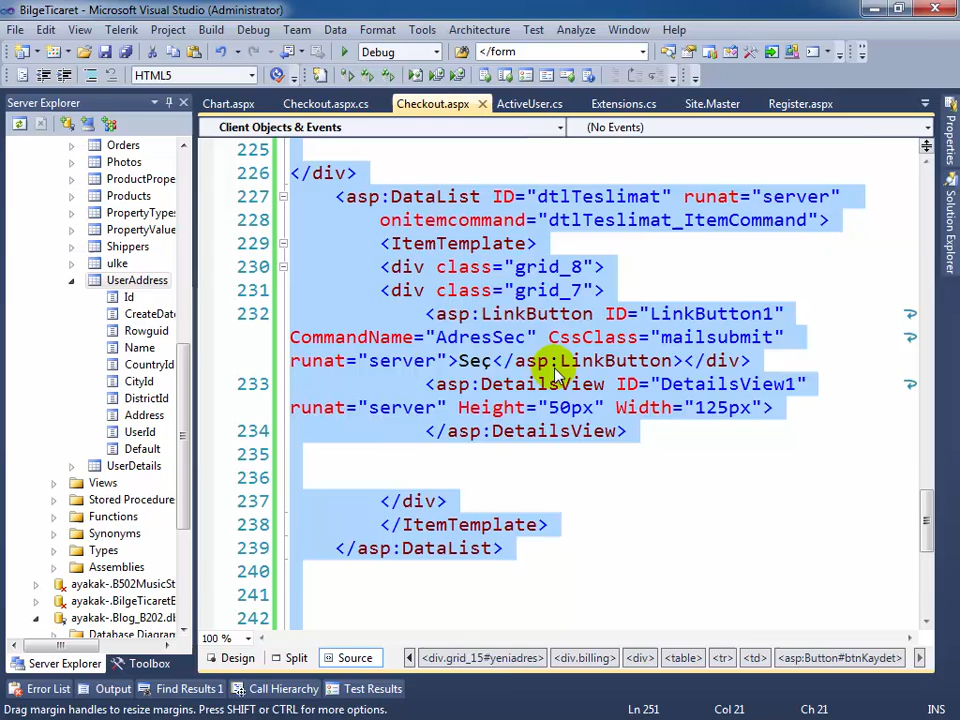 BilgeTicaret - Microsoft Visual Studio (Administrator)
File Edit View Telerik Project Build Debug Team Data Format Tools Architecture Test Analyze Window Help
Debug </form
HTML5
Server Explorer
Chart.aspx Checkout.aspx.cs Checkout.aspx ActiveUser.cs Extensions.cs Site.Master Register.aspx
Client Objects & Events (No Events)
Orders
Photos
ProductPrope
Products
PropertyTypes
PropertyValue
Shippers
ulke
UserAddress
Id
CreateDate
Rowguid
Name
CountryId
CityId
DistrictId
Address
UserId
Default
UserDetails
Views
Stored Procedure
Functions
Synonyms
Types
Assemblies
ayakak-.B502MusicSt
ayakak-.BilgeTicaretE
ayakak-.Blog_B202.db
Database Diagram
225
226 </div>
227 <asp:DataList ID="dtlTeslimat" runat="server"
228 onitemcommand="dtlTeslimat_ItemCommand">
229 <ItemTemplate>
230 <div class="grid_8">
231 <div class="grid_7">
232 <asp:LinkButton ID="LinkButton1"
CommandName="AdresSec" CssClass="mailsubmit"
runat="server">Seç</asp:LinkButton></div>
233 <asp:DetailsView ID="DetailsView1"
runat="server" Height="50px" Width="125px">
234 </asp:DetailsView>
235
236
237 </div>
238 </ItemTemplate>
239 </asp:DataList>
240
241
242
100 %
Design Split Source <div.grid_15#yeniadres> <div.billing> <div> <table> <tr> <td> <asp:Button#btnKaydet>
Server Explorer Toolbox
Properties
Solution Explorer
Error List Output Find Results 1 Call Hierarchy Test Results
Drag margin handles to resize margins. Press SHIFT or CTRL for more options. Ln 251 Col 21 Ch 21 INS